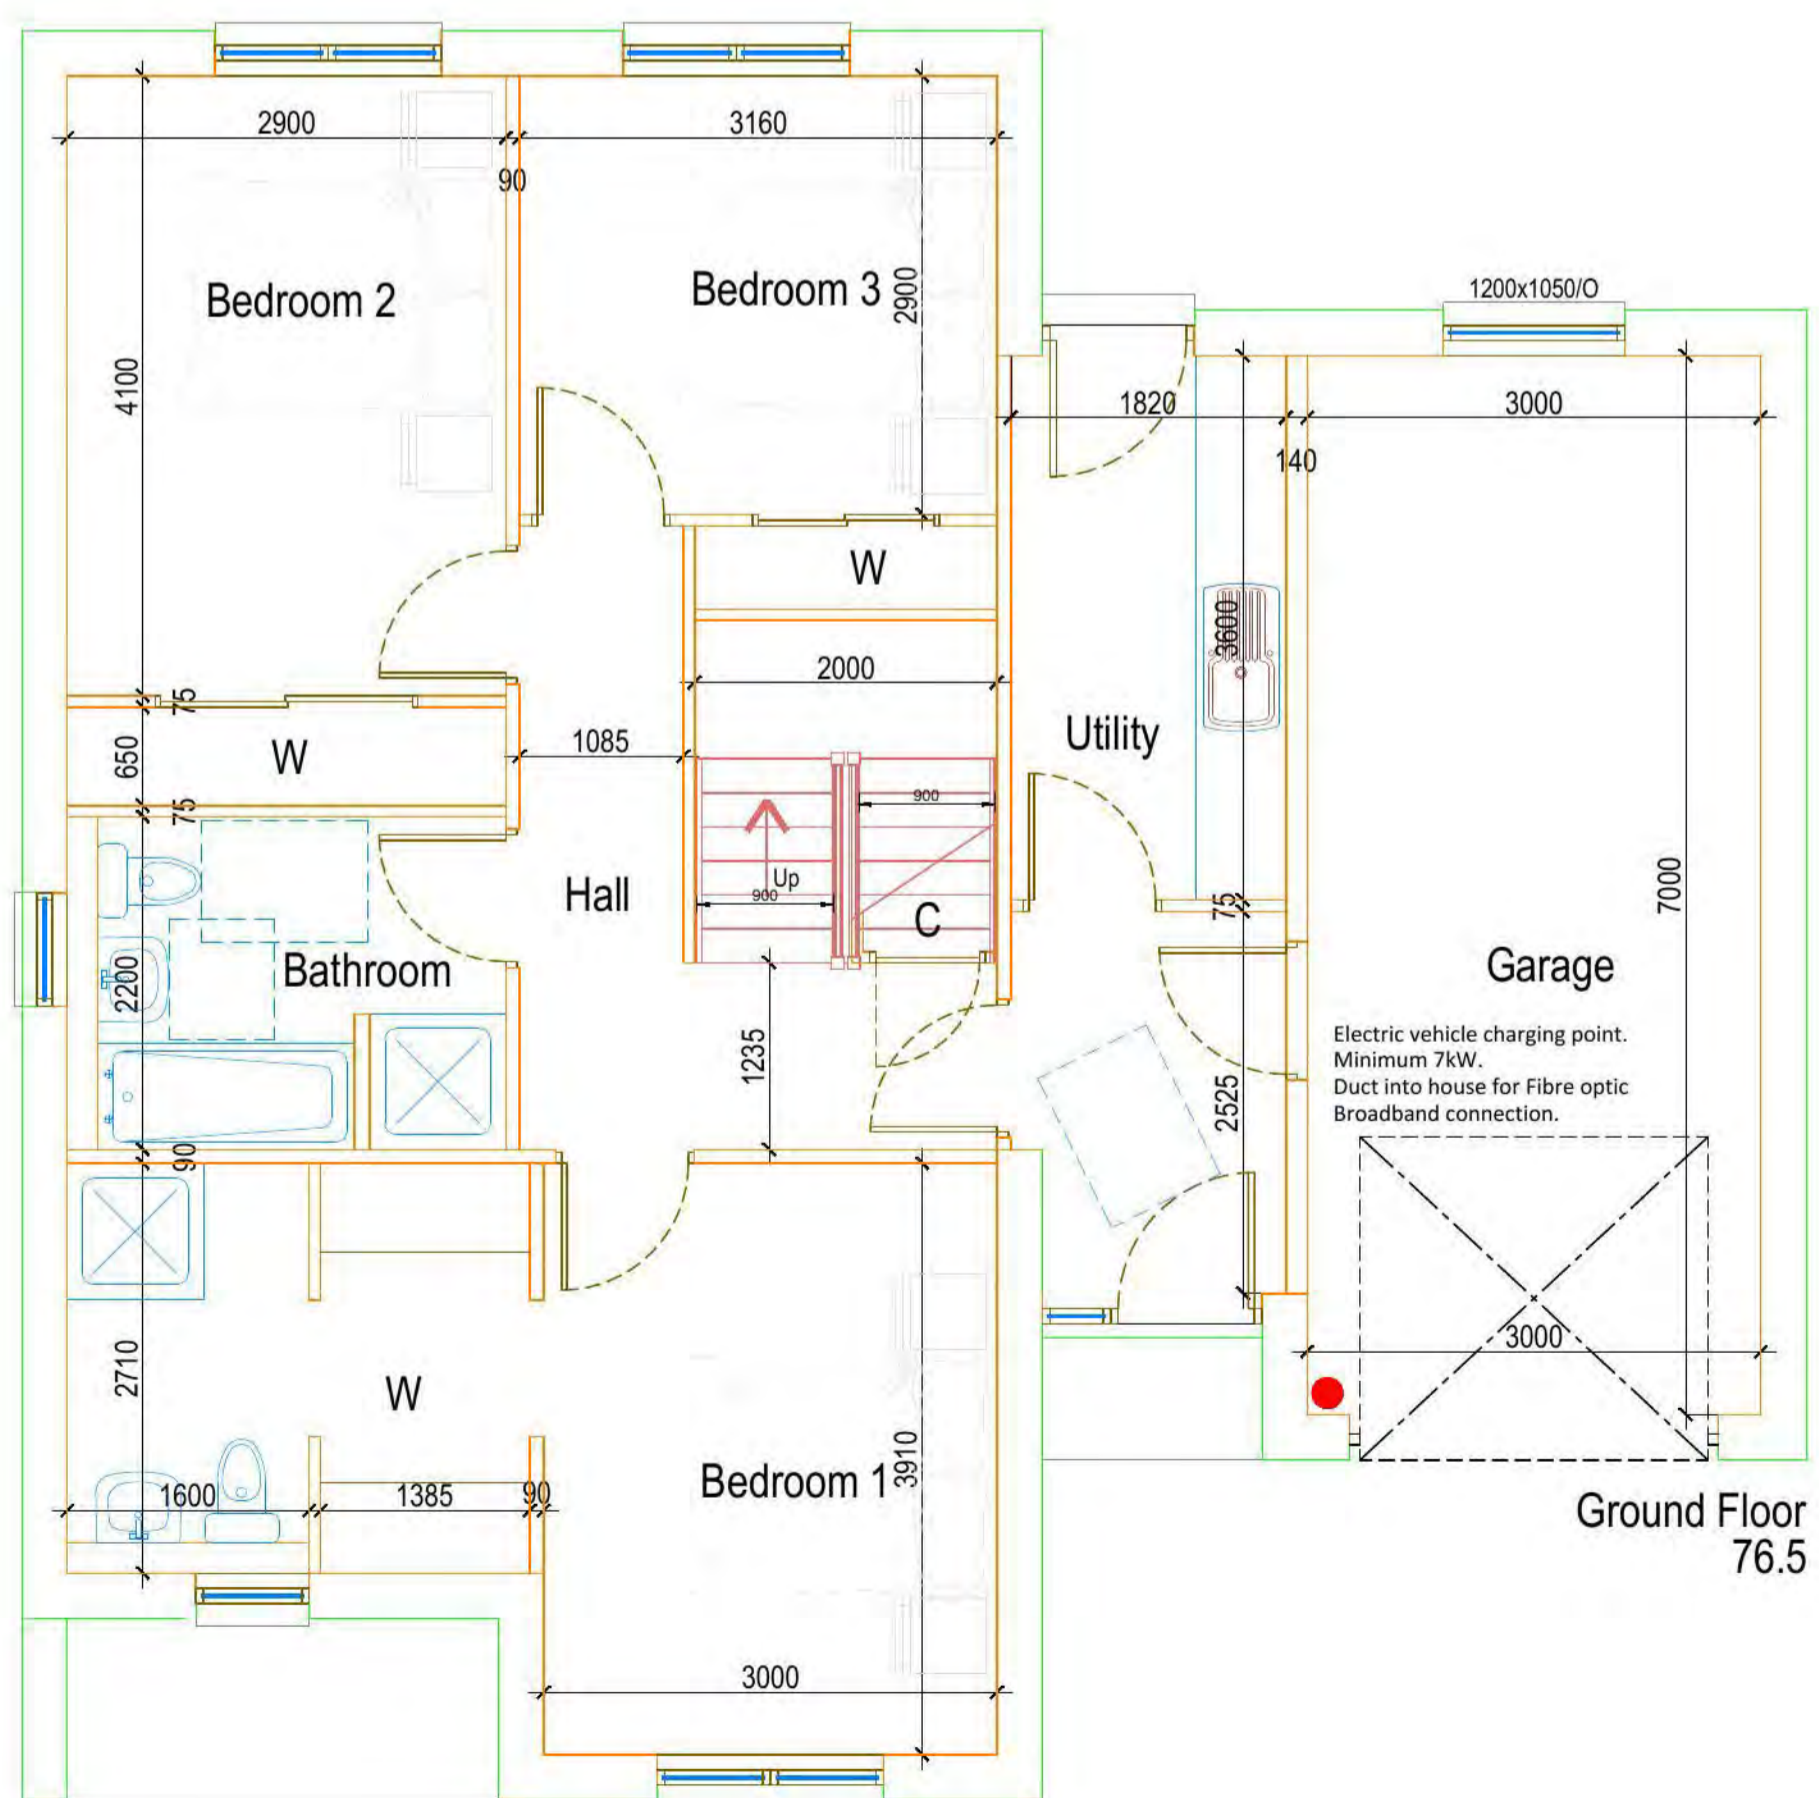 2900
3160
90
Bedroom 2
Bedroom 3
2900
4100
1200x1050/O
1820
3000
140
W
3600
2000
75
650
W
75
1085
Utility
900
Up
900
Hall
C
75
7000
Bathroom
2200
Garage
Electric vehicle charging point.
Minimum 7kW.
Duct into house for Fibre optic
Broadband connection.
1235
2525
90
2710
3000
W
1600
1385
90
Bedroom 1
3910
Ground Floor
76.5
3000